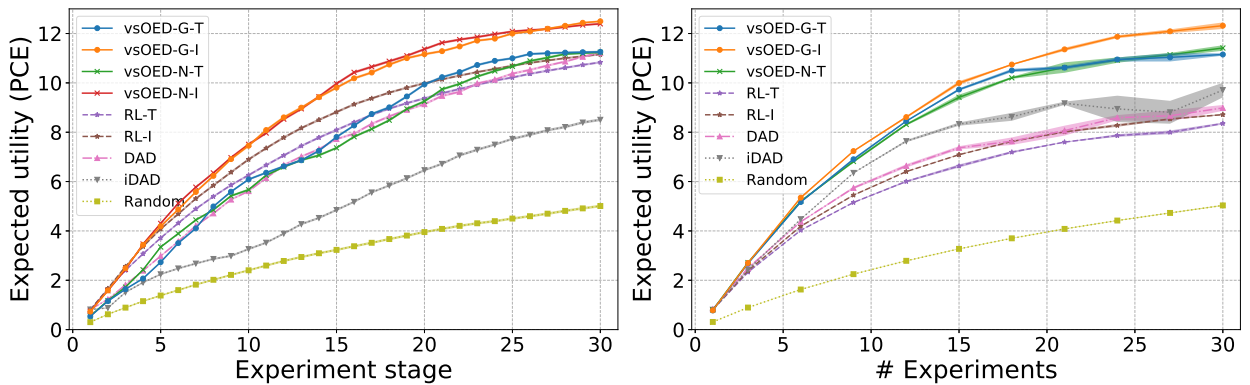 Expected utility (PCE)
12
10
8
6
4
2
0
vsOED-G-T
vsOED-G-I
vsOED-N-T
vsOED-N-I
RL-T
RL-I
DAD
iDAD
Random
0 5 10 15 20 25 30
Experiment stage
Expected utility (PCE)
12
10
8
6
4
2
0
vsOED-G-T
vsOED-G-I
vsOED-N-T
RL-T
RL-I
DAD
iDAD
Random
0 5 10 15 20 25 30
# Experiments